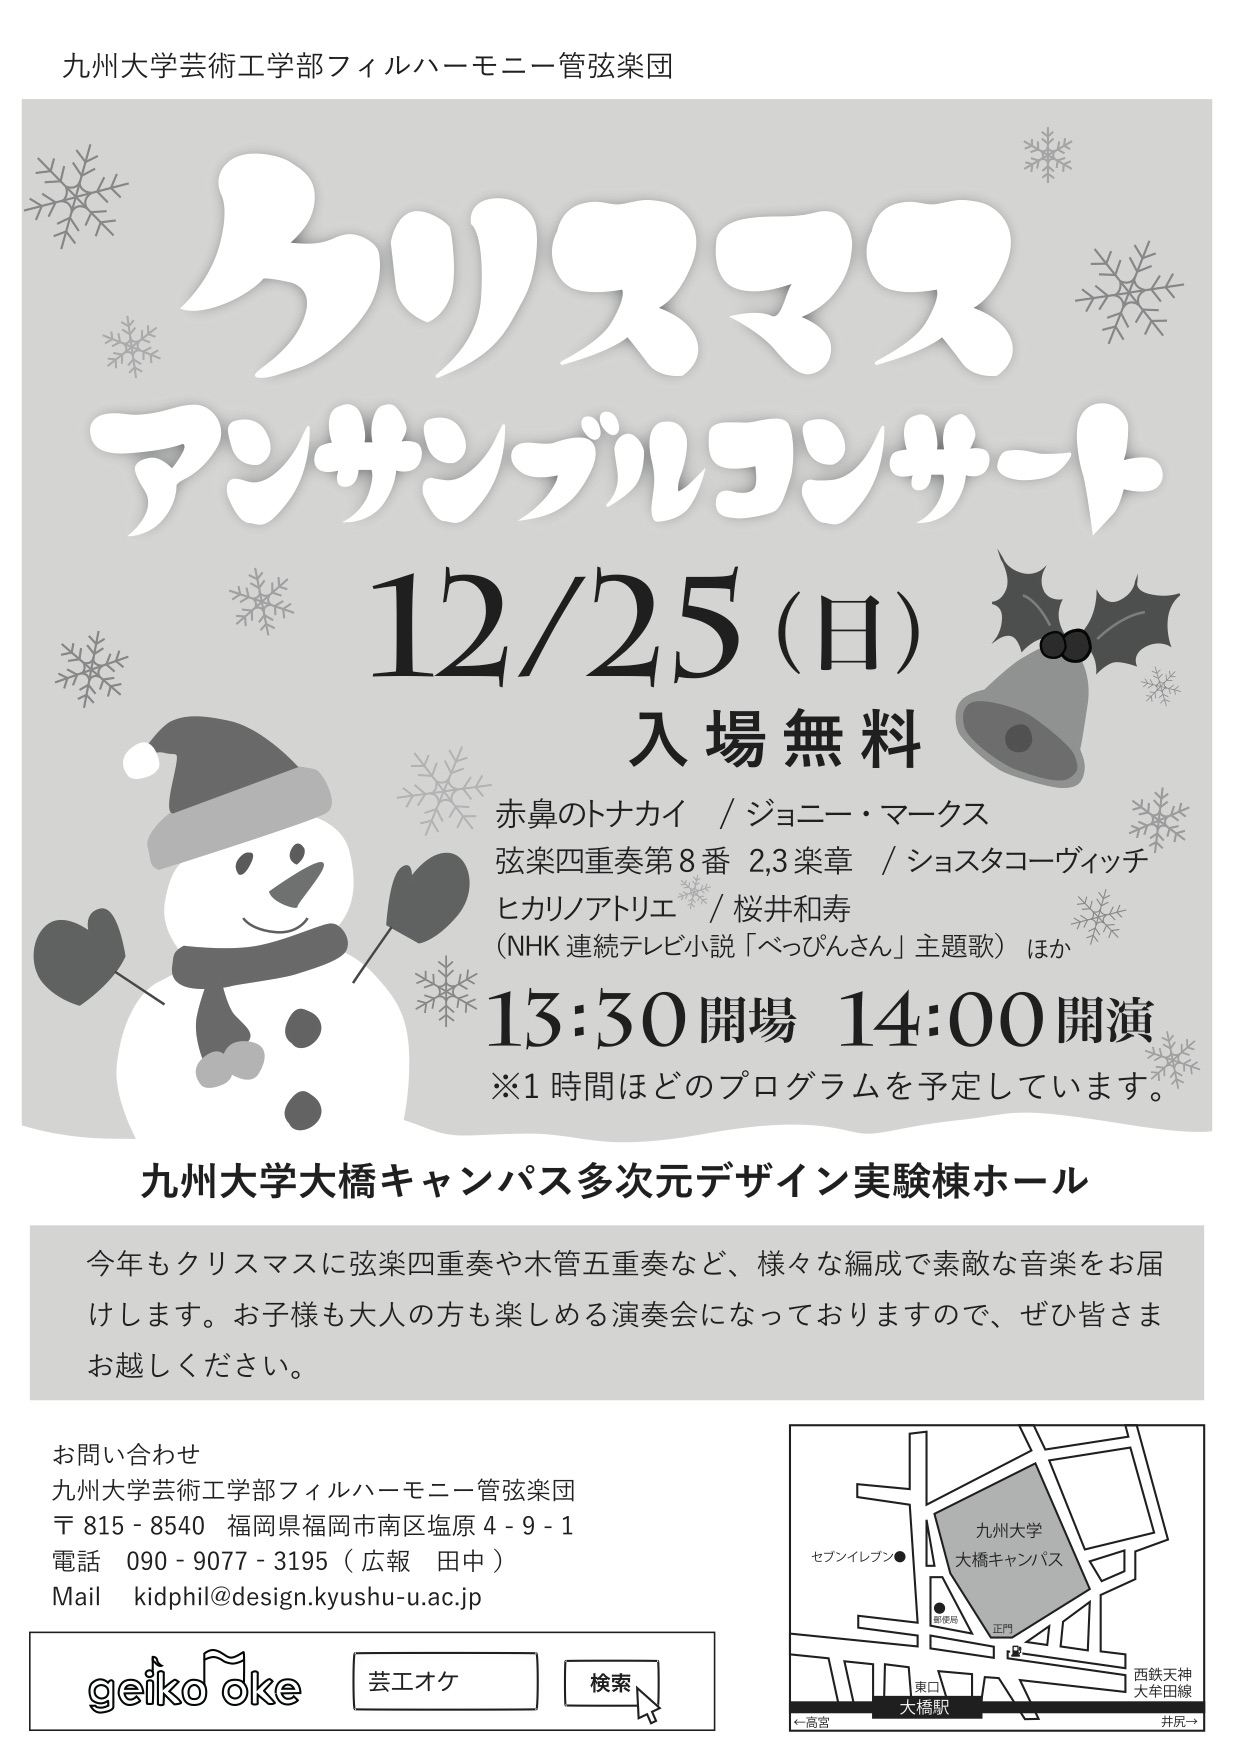 九州大学芸術工学部フィルハーモニー管弦楽団
クリスマス
アンサンブルコンサート
12/25（日）
入場無料
赤鼻のトナカイ　/ ジョニー・マークス
弦楽四重奏第8番 2,3楽章　/ ショスタコーヴィッチ
ヒカリノアトリエ　/ 桜井和寿
（NHK 連続テレビ小説「べっぴんさん」主題歌） ほか
13:30開場 14:00開演
※1 時間ほどのプログラムを予定しています。
九州大学大橋キャンパス多次元デザイン実験棟ホール
今年もクリスマスに弦楽四重奏や木管五重奏など、様々な編成で素敵な音楽をお届
けします。お子様も大人の方も楽しめる演奏会になっておりますので、ぜひ皆さま
お越しください。
お問い合わせ
九州大学芸術工学部フィルハーモニー管弦楽団
〒 815 - 8540　福岡県福岡市南区塩原 4 - 9 - 1
電話　090 - 9077 - 3195（ 広報　田中 ）
Mail　kidphil@design.kyushu-u.ac.jp
geiko oke
芸工オケ
検索
九州大学
大橋キャンパス
セブンイレブン
郵便局
正門
西鉄天神
大牟田線
東口
大橋駅
←高宮
井尻→